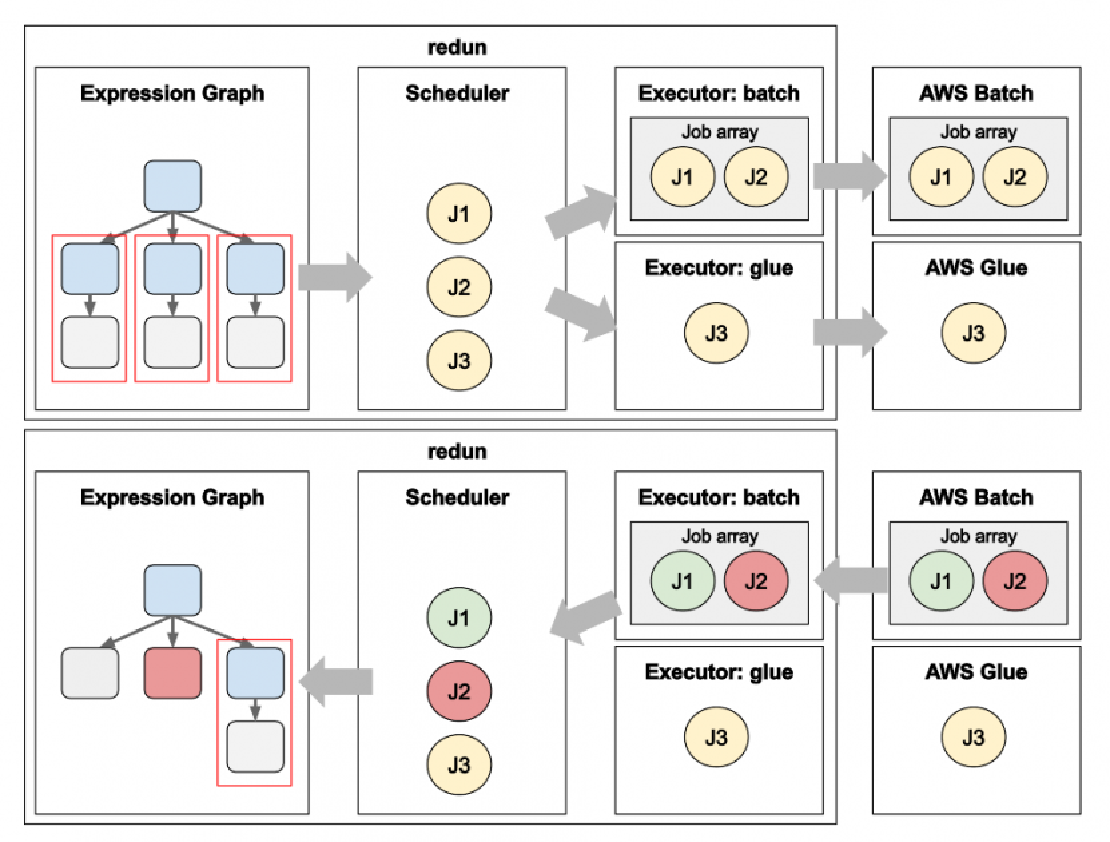 redun
Expression Graph
Scheduler
J1
J2
J3
Executor: batch
Job array
J1 J2
Executor: glue
J3
AWS Batch
Job array
J1 J2
AWS Glue
J3
redun
Expression Graph
Scheduler
J1
J2
J3
Executor: batch
Job array
J1 J2
Executor: glue
J3
AWS Batch
Job array
J1 J2
AWS Glue
J3